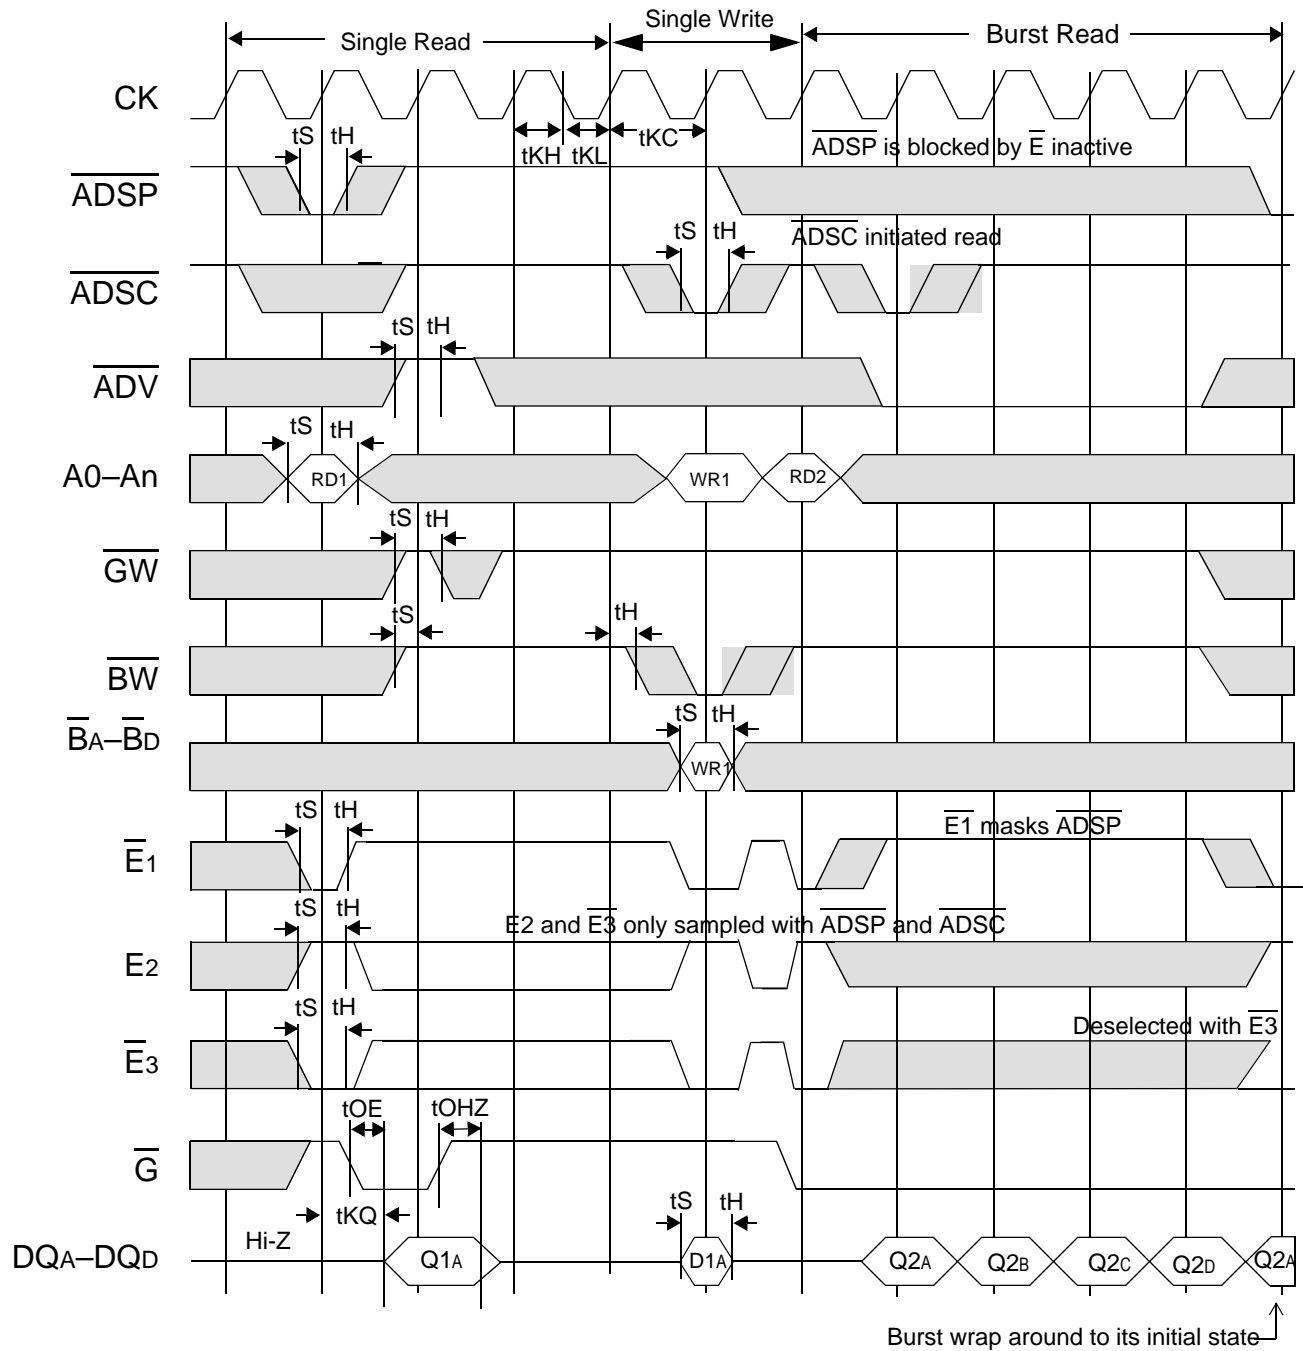 Single Read
Single Write
Burst Read
CK
tS tH
tKH tKL tKC
ADSP is blocked by E inactive
ADSP
tS tH
ADSC initiated read
ADSC
tS tH
ADV
tS tH
A0–An
RD1
WR1
RD2
tS tH
GW
tS
tH
BW
tS tH
BA–BD
WR1
tS tH
E1 masks ADSP
E1
tS tH
E2 and E3 only sampled with ADSP and ADSC
E2
tS tH
Deselected with E3
E3
tOE tOHZ
G
tKQ
tS tH
Hi-Z
DQA–DQD
Q1A
D1A
Q2A
Q2B
Q2C
Q2D
Q2A
Burst wrap around to its initial state